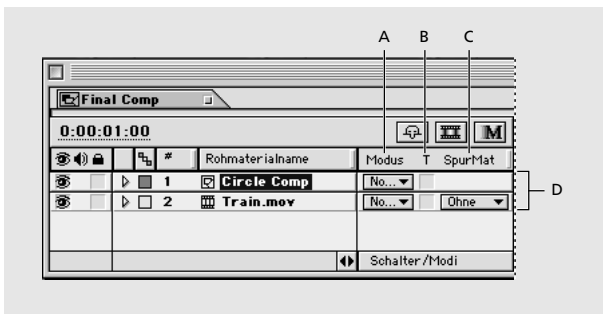 A B C
Final Comp
0:00:01:00 M
# Rohmaterialname Modus T SpurMat
1 Circle Comp No...
2 Train.mov No... Ohne
D
Schalter/Modi